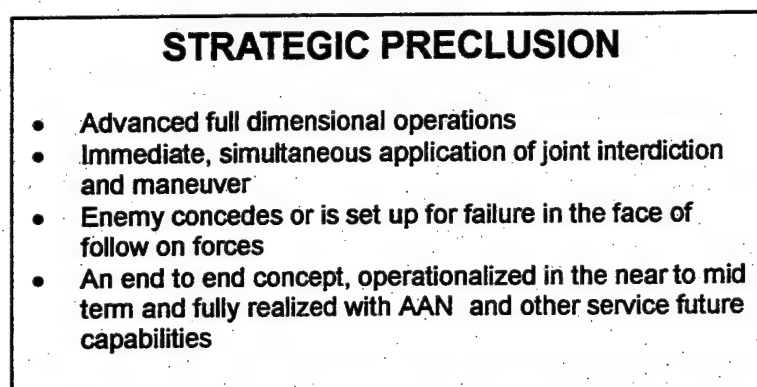 STRATEGIC PRECLUSION
● Advanced full dimensional operations
● Immediate, simultaneous application of joint interdiction
and maneuver
● Enemy concedes or is set up for failure in the face of
follow on forces
● An end to end concept, operationalized in the near to mid
term and fully realized with AAN and other service future
capabilities